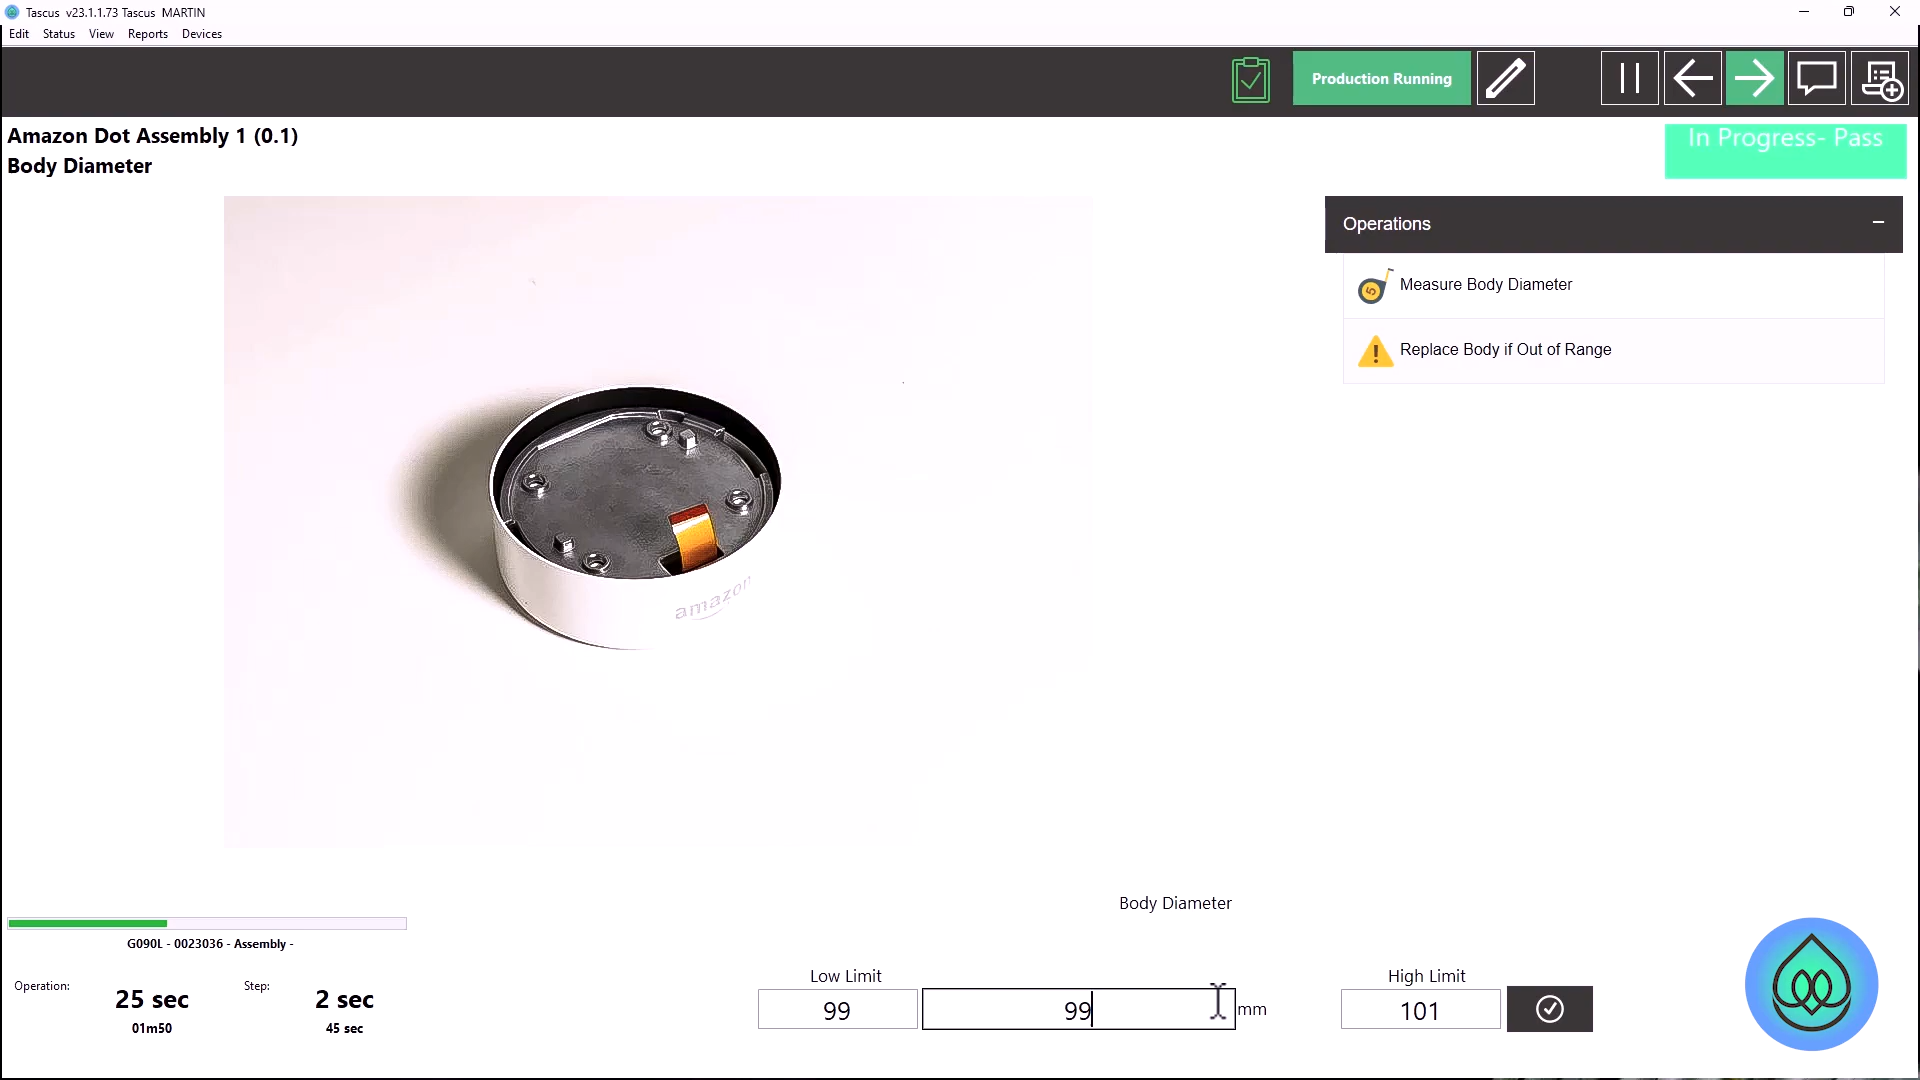 Tascus v23.1.1.73 Tascus MARTIN
Edit Status View Reports Devices
Production Running
Amazon Dot Assembly 1 (0.1)
Body Diameter
In Progress- Pass
Operations
5 Measure Body Diameter
Replace Body if Out of Range
amazon
Body Diameter
G090L - 0023036 - Assembly -
Operation: 25 sec Step: 2 sec
01m50 45 sec
Low Limit High Limit
99 99 mm 101